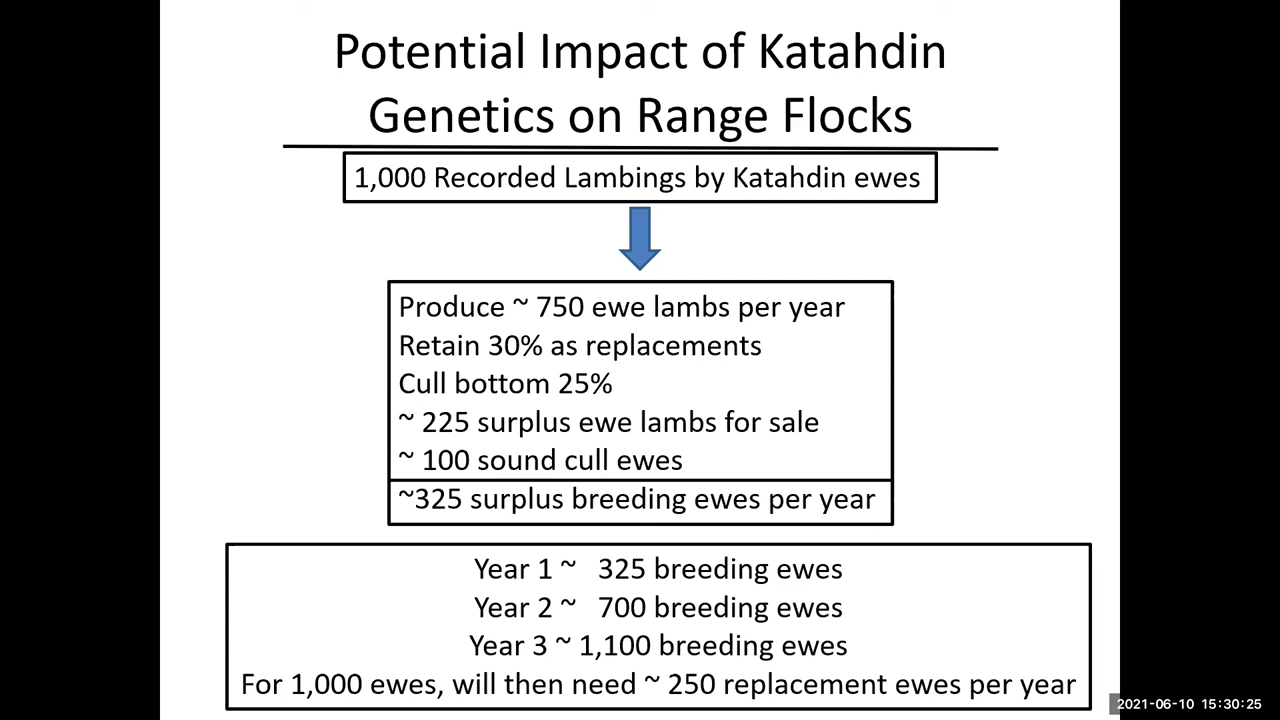 Potential Impact of Katahdin
Genetics on Range Flocks
1,000 Recorded Lambings by Katahdin ewes
Produce ~ 750 ewe lambs per year
Retain 30% as replacements
Cull bottom 25%
~ 225 surplus ewe lambs for sale
~ 100 sound cull ewes
~325 surplus breeding ewes per year
Year 1 ~ 325 breeding ewes
Year 2 ~ 700 breeding ewes
Year 3 ~ 1,100 breeding ewes
For 1,000 ewes, will then need ~ 250 replacement ewes per year
2021-06-10 15:30:25